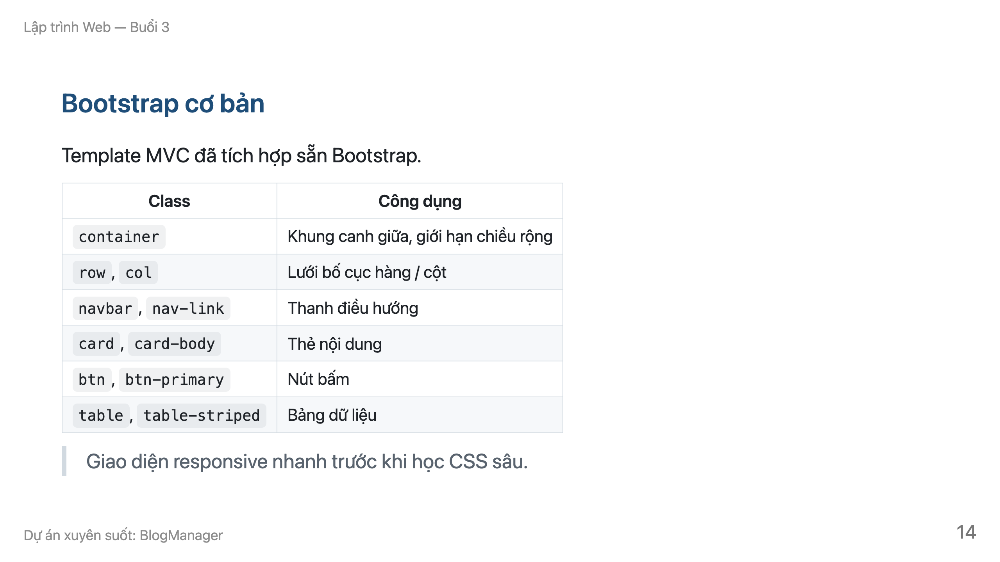 Lập trình Web — Buổi 3
Bootstrap cơ bản
Template MVC đã tích hợp sẵn Bootstrap.
Class Công dụng
container Khung canh giữa, giới hạn chiều rộng
row, col Lưới bố cục hàng / cột
navbar, nav-link Thanh điều hướng
card, card-body Thẻ nội dung
btn, btn-primary Nút bấm
table, table-striped Bảng dữ liệu
Giao diện responsive nhanh trước khi học CSS sâu.
Dự án xuyên suốt: BlogManager
14